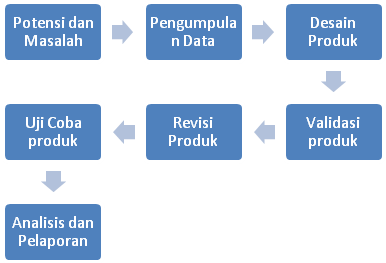 Potensi dan
Masalah
Pengumpula
n Data
Desain
Produk
Validasi
produk
Revisi
Produk
Uji Coba
produk
Analisis dan
Pelaporan